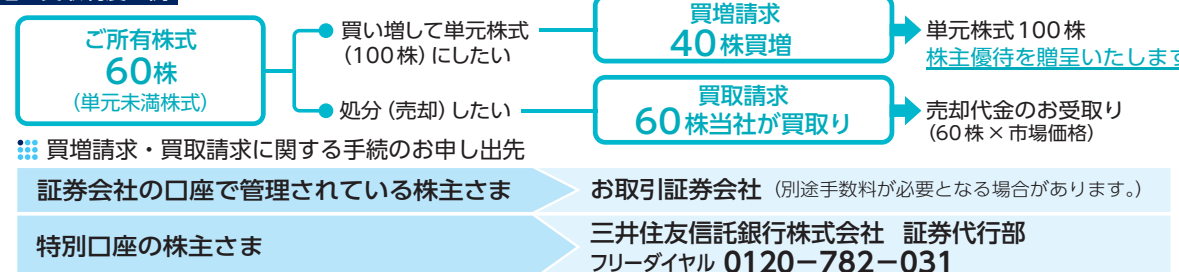 ご所有株式
60株
(単元未満株式)
買い増して単元株式
(100株)にしたい
買増請求
40株買増
単元株式100株
株主優待を贈呈いたします
処分(売却)したい
買取請求
60株当社が買取り
売却代金のお受取り
(60株×市場価格)
買増請求・買取請求に関する手続のお申し出先
証券会社の口座で管理されている株主さま
お取引証券会社(別途手数料が必要となる場合があります。)
特別口座の株主さま
三井住友信託銀行株式会社 証券代行部
フリーダイヤル 0120-782-031